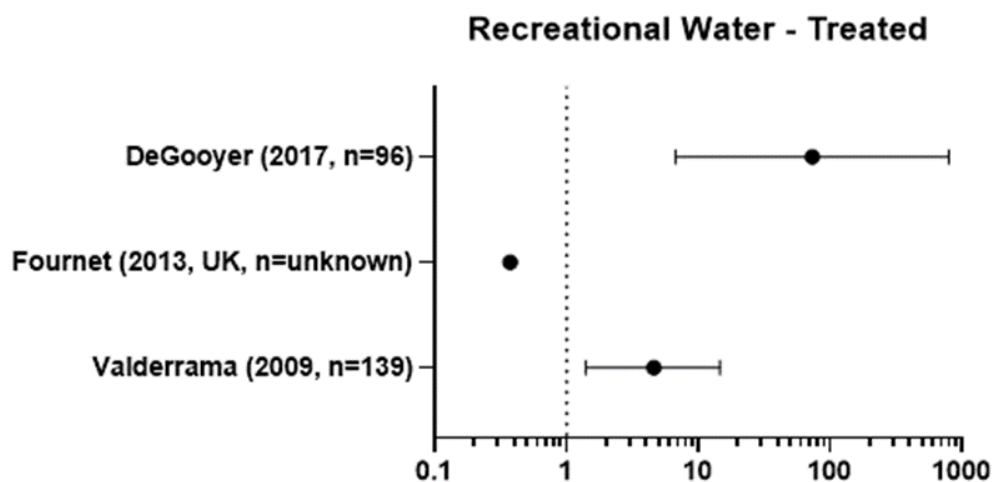 Recreational Water - Treated
DeGooyer (2017, n=96)
Fournet (2013, UK, n=unknown)
Valderrama (2009, n=139)
0.1 1 10 100 1000